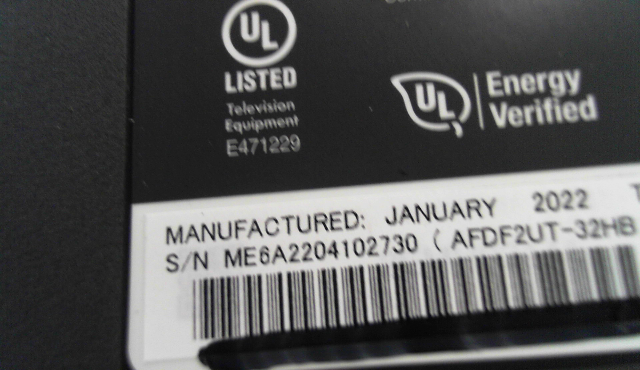 UL
LISTED
Television
Equipment
E471229
UL
Energy
Verified
MANUFACTURED: JANUARY 2022
S/N ME6A2204102730 ( AFDF2UT-32HB